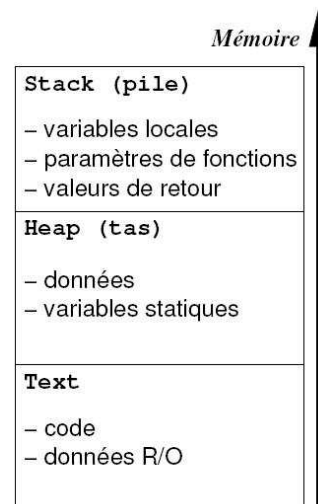 Mémoire
Stack (pile)
– variables locales
– paramètres de fonctions
– valeurs de retour
Heap (tas)
– données
– variables statiques
Text
– code
– données R/O